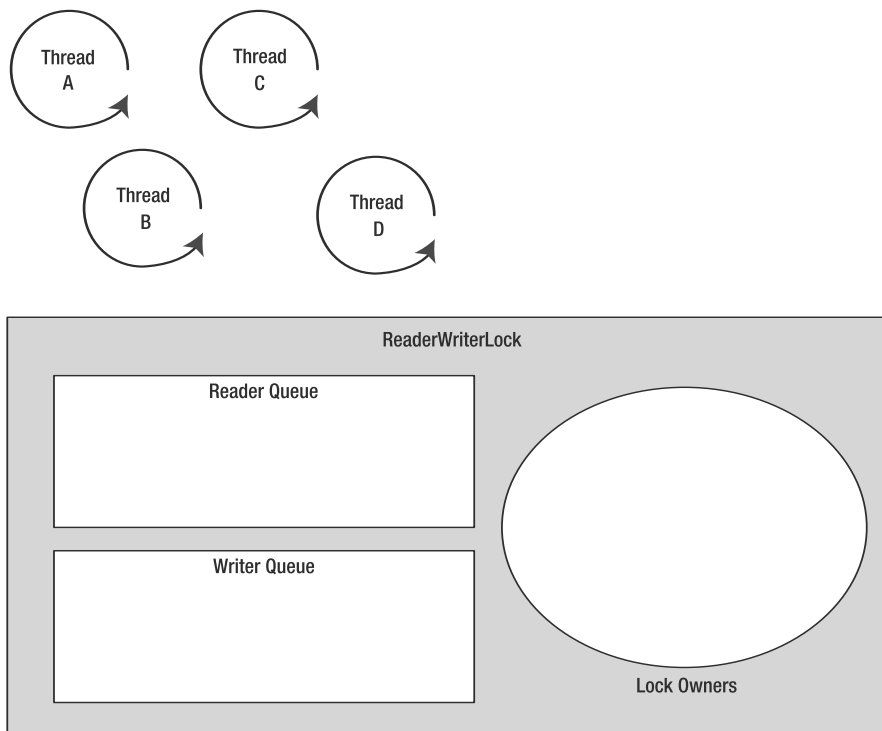 Thread
A
Thread
C
Thread
B
Thread
D
ReaderWriterLock
Reader Queue
Writer Queue
Lock Owners